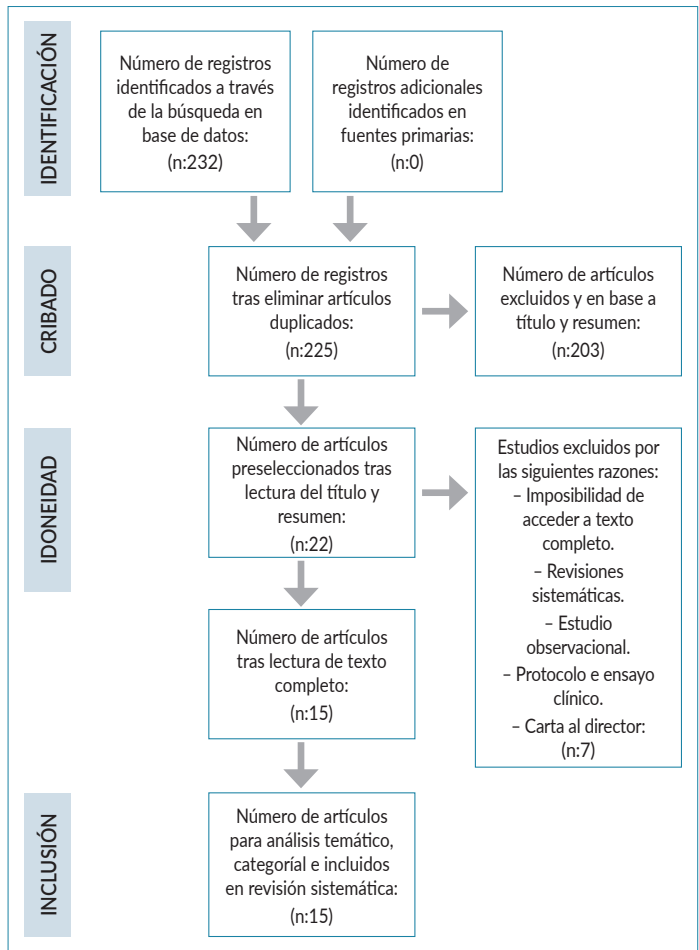 IDENTIFICACIÓN
Número de registros
identificados a través
de la búsqueda en
base de datos:
(n:232)
Número de
registros adicionales
identificados en
fuentes primarias:
(n:0)
CRIBADO
Número de registros
tras eliminar artículos
duplicados:
(n:225)
Número de artículos
excluidos y en base a
título y resumen:
(n:203)
IDONEIDAD
Número de artículos
preseleccionados tras
lectura del título y
resumen:
(n:22)
Estudios excluidos por
las siguientes razones:
– Imposibilidad de
acceder a texto
completo.
– Revisiones
sistemáticas.
– Estudio
observacional.
– Protocolo e ensayo
clínico.
– Carta al director:
(n:7)
Número de artículos
tras lectura de texto
completo:
(n:15)
INCLUSIÓN
Número de artículos
para análisis temático,
categoríal e incluidos
en revisión sistemática:
(n:15)